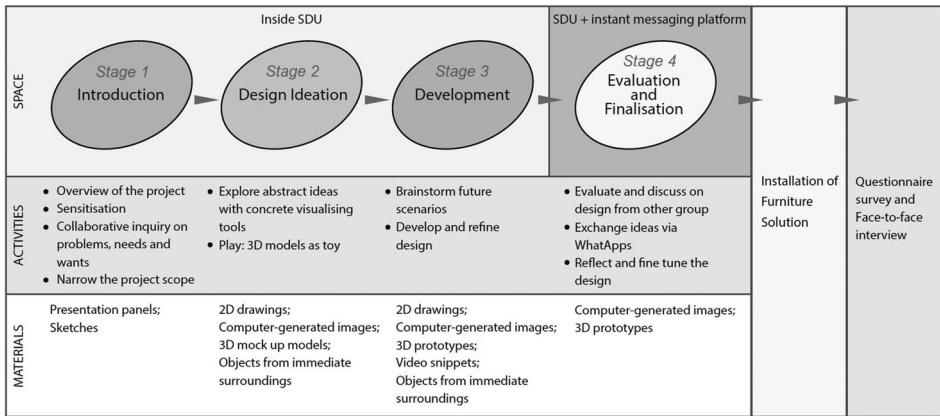 Inside SDU
SDU + instant messaging platform
SPACE
Stage 1
Introduction
Stage 2
Design Ideation
Stage 3
Development
Stage 4
Evaluation
and
Finalisation
ACTIVITIES
• Overview of the project
• Sensitisation
• Collaborative inquiry on
problems, needs and
wants
• Narrow the project scope
• Explore abstract ideas
with concrete visualising
tools
• Play: 3D models as toy
• Brainstorm future
scenarios
• Develop and refine
design
• Evaluate and discuss on
design from other group
• Exchange ideas via
WhatApps
• Reflect and fine tune the
design
Installation of
Furniture
Solution
Questionnaire
survey and
Face-to-face
interview
MATERIALS
Presentation panels;
Sketches
2D drawings;
Computer-generated images;
3D mock up models;
Objects from immediate
surroundings
2D drawings;
Computer-generated images;
3D prototypes;
Video snippets;
Objects from immediate
surroundings
Computer-generated images;
3D prototypes